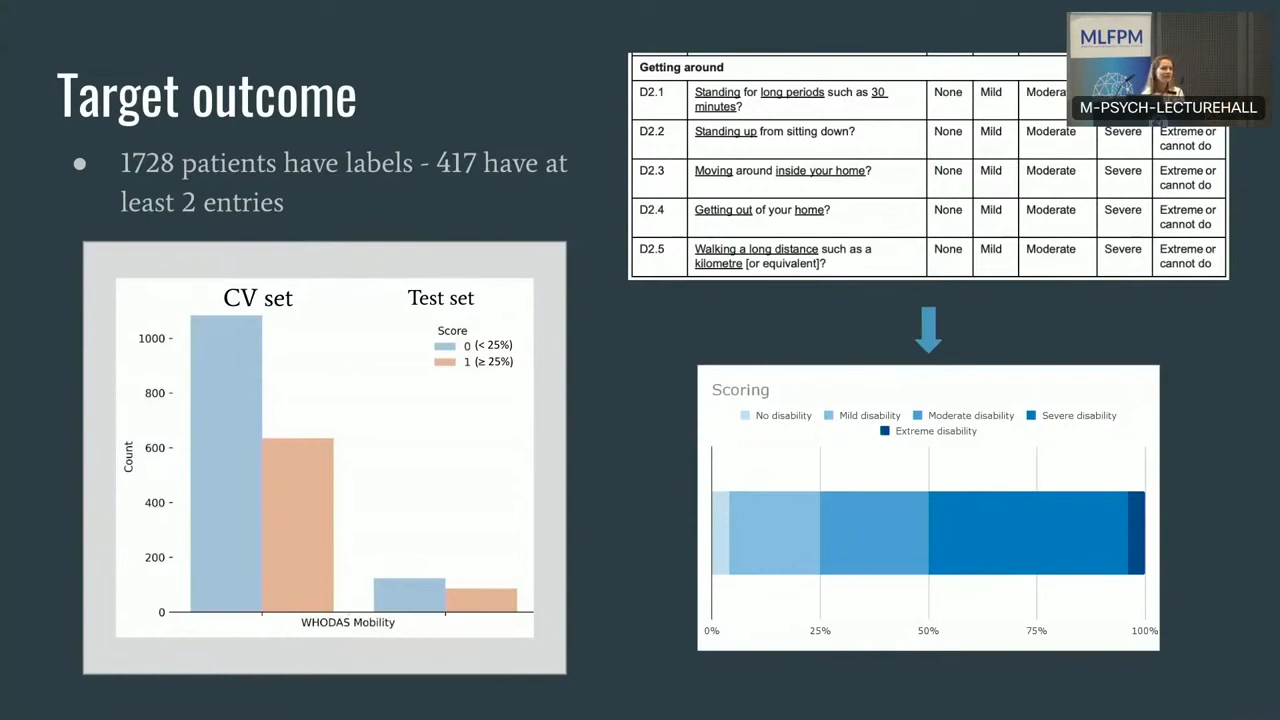 Target outcome
● 1728 patients have labels - 417 have at
least 2 entries
CV set
Test set
Score
0 (< 25%)
1 (≥ 25%)
1000
800
600
400
200
0
Count
WHODAS Mobility
Getting around
D2.1 Standing for long periods such as 30 None Mild Modera
minutes?
D2.2 Standing up from sitting down? None Mild Moderate Severe Extreme or
cannot do
D2.3 Moving around inside your home? None Mild Moderate Severe Extreme or
cannot do
D2.4 Getting out of your home? None Mild Moderate Severe Extreme or
cannot do
D2.5 Walking a long distance such as a None Mild Moderate Severe Extreme or
kilometre [or equivalent]? cannot do
MLFPM
M-PSYCH-LECTUREHALL
Scoring
No disability Mild disability Moderate disability Severe disability
Extreme disability
0% 25% 50% 75% 100%